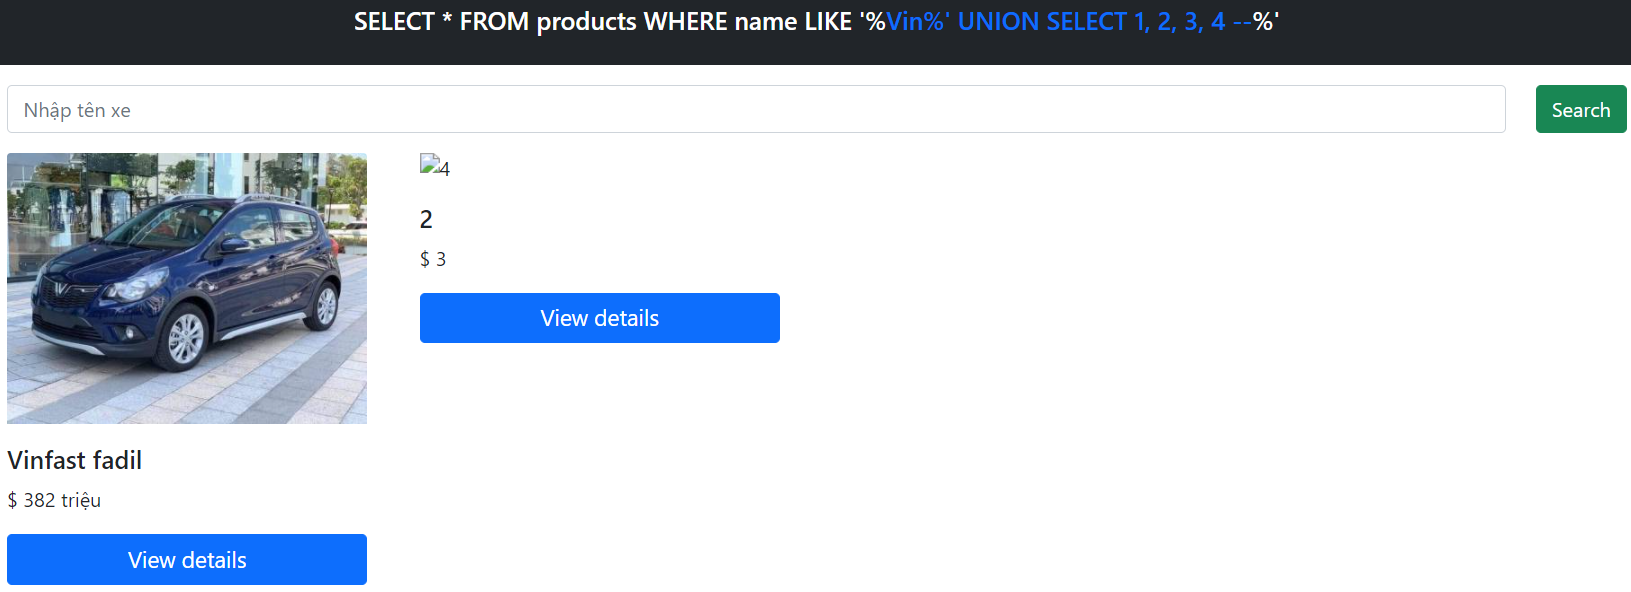 SELECT * FROM products WHERE name LIKE '%Vin%' UNION SELECT 1, 2, 3, 4 --%'
Nhập tên xe
Search
4
2
$ 3
View details
Vinfast fadil
$ 382 triệu
View details